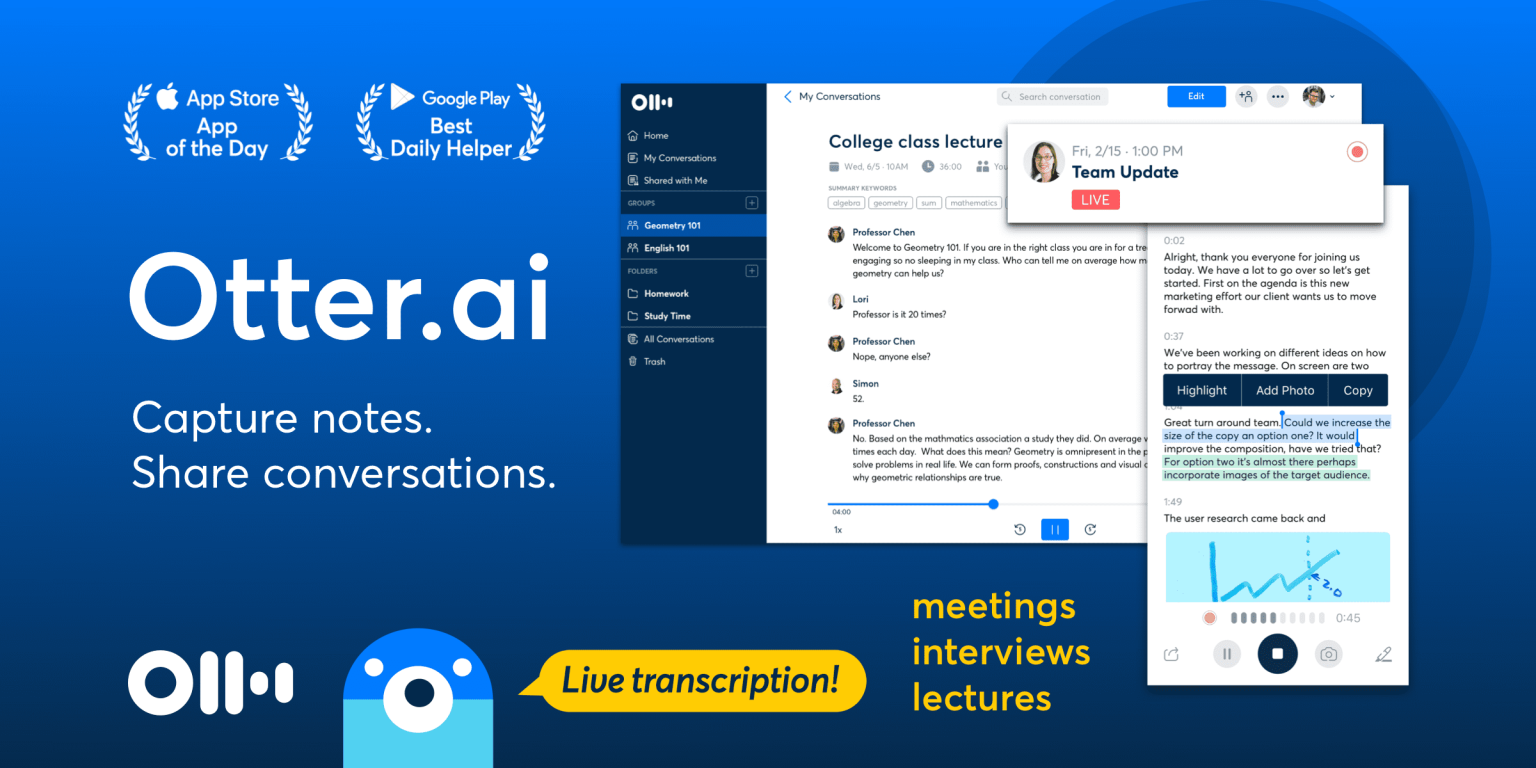 App Store
App
of the Day
Google Play
Best
Daily Helper
Otter.ai
Capture notes.
Share conversations.
Live transcription!
meetings
interviews
lectures
Home
My Conversations
Shared with Me
GROUPS
Geometry 101
English 101
FOLDERS
Homework
Study Time
All Conversations
Trash
My Conversations
Search conversation
Edit
College class lecture
Wed, 6/5 · 10AM
36:00
You
SUMMARY KEYWORDS
algebra
geometry
sum
mathematics
Professor Chen
Welcome to Geometry 101. If you are in the right class you are in for a tre
engaging so no sleeping in my class. Who can tell me on average how m
geometry can help us?
Lori
Professor is it 20 times?
Professor Chen
Nope, anyone else?
Simon
52.
Professor Chen
No. Based on the mathmatics association a study they did. On average w
times each day. What does this mean? Geometry is omnipresent in the p
solve problems in real life. We can form proofs, constructions and visual
why geometric relationships are true.
04:00
1x
Fri, 2/15 · 1:00 PM
Team Update
LIVE
0:02
Alright, thank you everyone for joining us
today. We have a lot to go over so let's get
started. First on the agenda is this new
marketing effort our client wants us to move
forwad with.
0:37
We've been working on different ideas on how
to portray the message. On screen are two
Highlight
Add Photo
Copy
1:04
Great turn around team. Could we increase the
size of the copy an option one? It would
improve the composition, have we tried that?
For option two it's almost there perhaps
incorporate images of the target audience.
1:49
The user research came back and
2.0
0:45